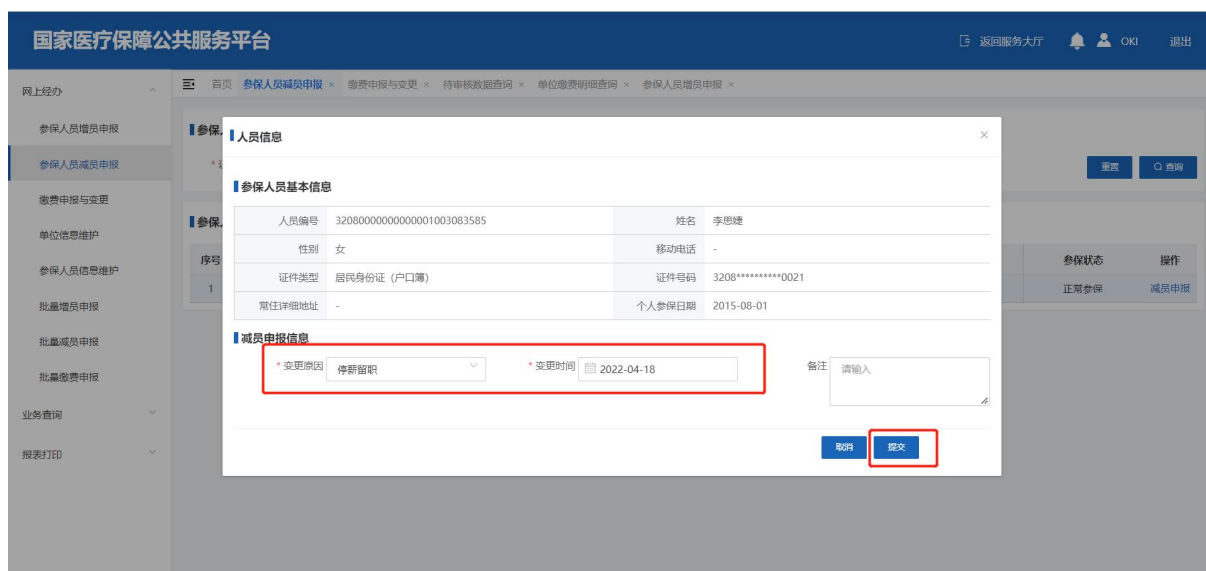 国家医疗保障公共服务平台
返回服务大厅 OKI 退出
网上经办
首页 参保人员减员申报 × 缴费申报与变更 × 待审核数据查询 × 单位缴费明细查询 × 参保人员增员申报 ×
参保人员增员申报
参保人员减员申报
缴费申报与变更
单位信息维护
参保人员信息维护
批量增员申报
批量减员申报
批量缴费申报
业务查询
报表打印
参保
人员信息 ×
重置 查询
参保人员基本信息
参保
人员编号 32080000000000001003083585 姓名 李思婕
性别 女 移动电话 -
证件类型 居民身份证（户口簿） 证件号码 3208**********0021
常住详细地址 - 个人参保日期 2015-08-01
序号 参保状态 操作
1 正常参保 减员申报
减员申报信息
* 变更原因 停薪留职 * 变更时间 2022-04-18 备注 请输入
取消 提交